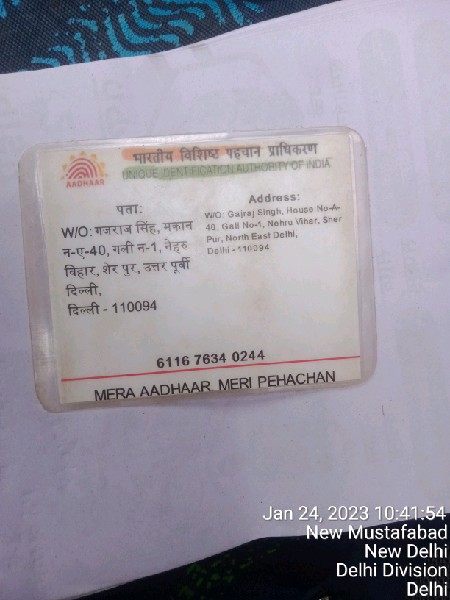 AADHAAR
भारतीय विशिष्ट पहचान प्राधिकरण
UNIQUE IDENTIFICATION AUTHORITY OF INDIA
पता:
W/O: गजराज सिंह, मकान
न-ए-40, गली न-1, नेहरु
विहार, शेर पुर, उत्तर पूर्वी
दिल्ली,
दिल्ली - 110094
Address:
W/O: Gajraj Singh, House No-A-
40, Gali No-1, Nehru Vihar, Sher
Pur, North East Delhi,
Delhi - 110094
6116 7634 0244
MERA AADHAAR, MERI PEHACHAN
Jan 24, 2023 10:41:54
New Mustafabad
New Delhi
Delhi Division
Delhi